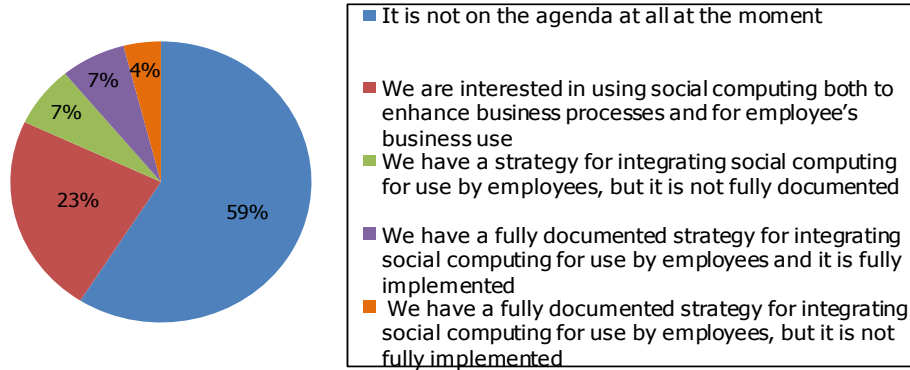 59%
23%
7%
7%
4%
It is not on the agenda at all at the moment
We are interested in using social computing both to
enhance business processes and for employee's
business use
We have a strategy for integrating social computing
for use by employees, but it is not fully documented
We have a fully documented strategy for integrating
social computing for use by employees and it is fully
implemented
We have a fully documented strategy for integrating
social computing for use by employees, but it is not
fully implemented